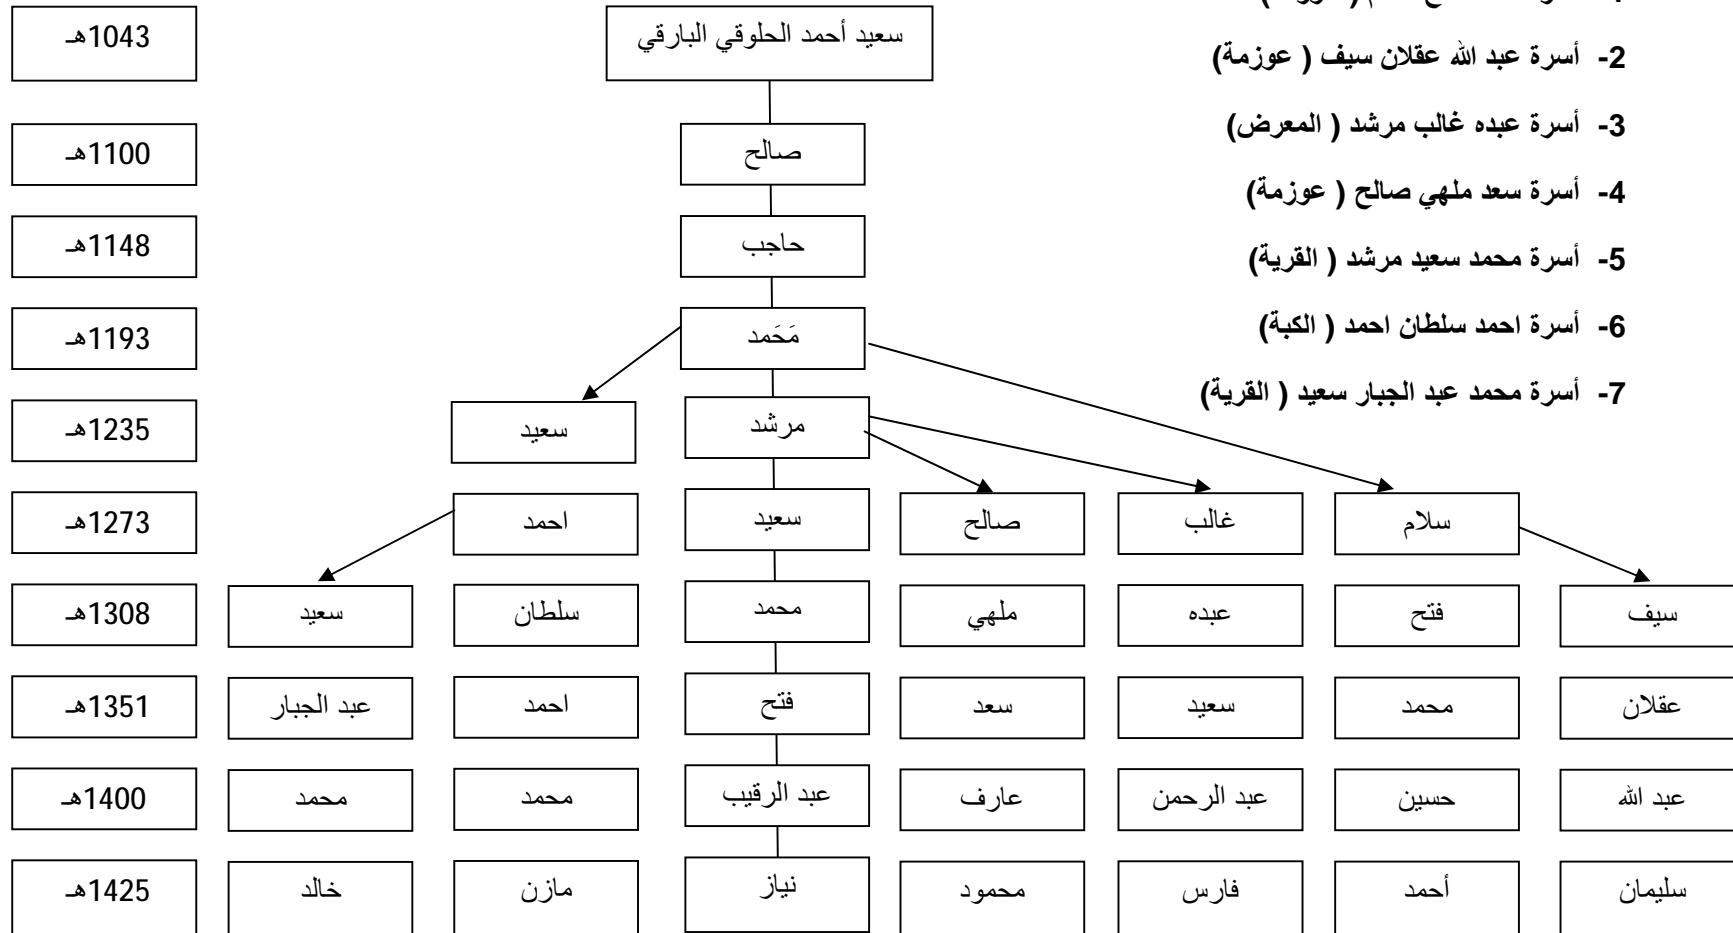 2- أسرة عبد الله عقلان سيف ( عوزمة)
3- أسرة عبده غالب مرشد ( المعرض)
4- أسرة سعد ملهي صالح ( عوزمة)
5- أسرة محمد سعيد مرشد ( القرية)
6- أسرة احمد سلطان احمد ( الكبة)
7- أسرة محمد عبد الجبار سعيد ( القرية)
سعيد أحمد الحلوقي البارقي
1043هـ
صالح
1100هـ
حاجب
1148هـ
مَحَمد
1193هـ
مرشد
سعيد
1235هـ
سلام
غالب
صالح
سعيد
احمد
1273هـ
سيف
فتح
عبده
ملهي
محمد
سلطان
سعيد
1308هـ
عقلان
محمد
سعيد
سعد
فتح
احمد
عبد الجبار
1351هـ
عبد الله
حسين
عبد الرحمن
عارف
عبد الرقيب
محمد
محمد
1400هـ
سليمان
أحمد
فارس
محمود
نياز
مازن
خالد
1425هـ